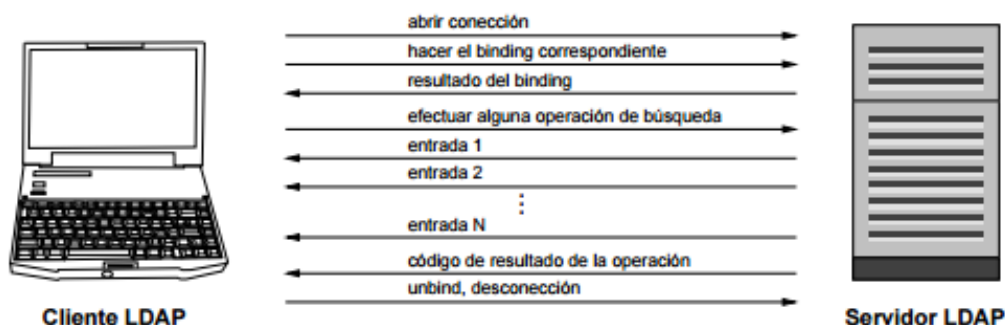 abrir conección
hacer el binding correspondiente
resultado del binding
efectuar alguna operación de búsqueda
entrada 1
entrada 2
entrada N
código de resultado de la operación
unbind, desconección
Cliente LDAP
Servidor LDAP